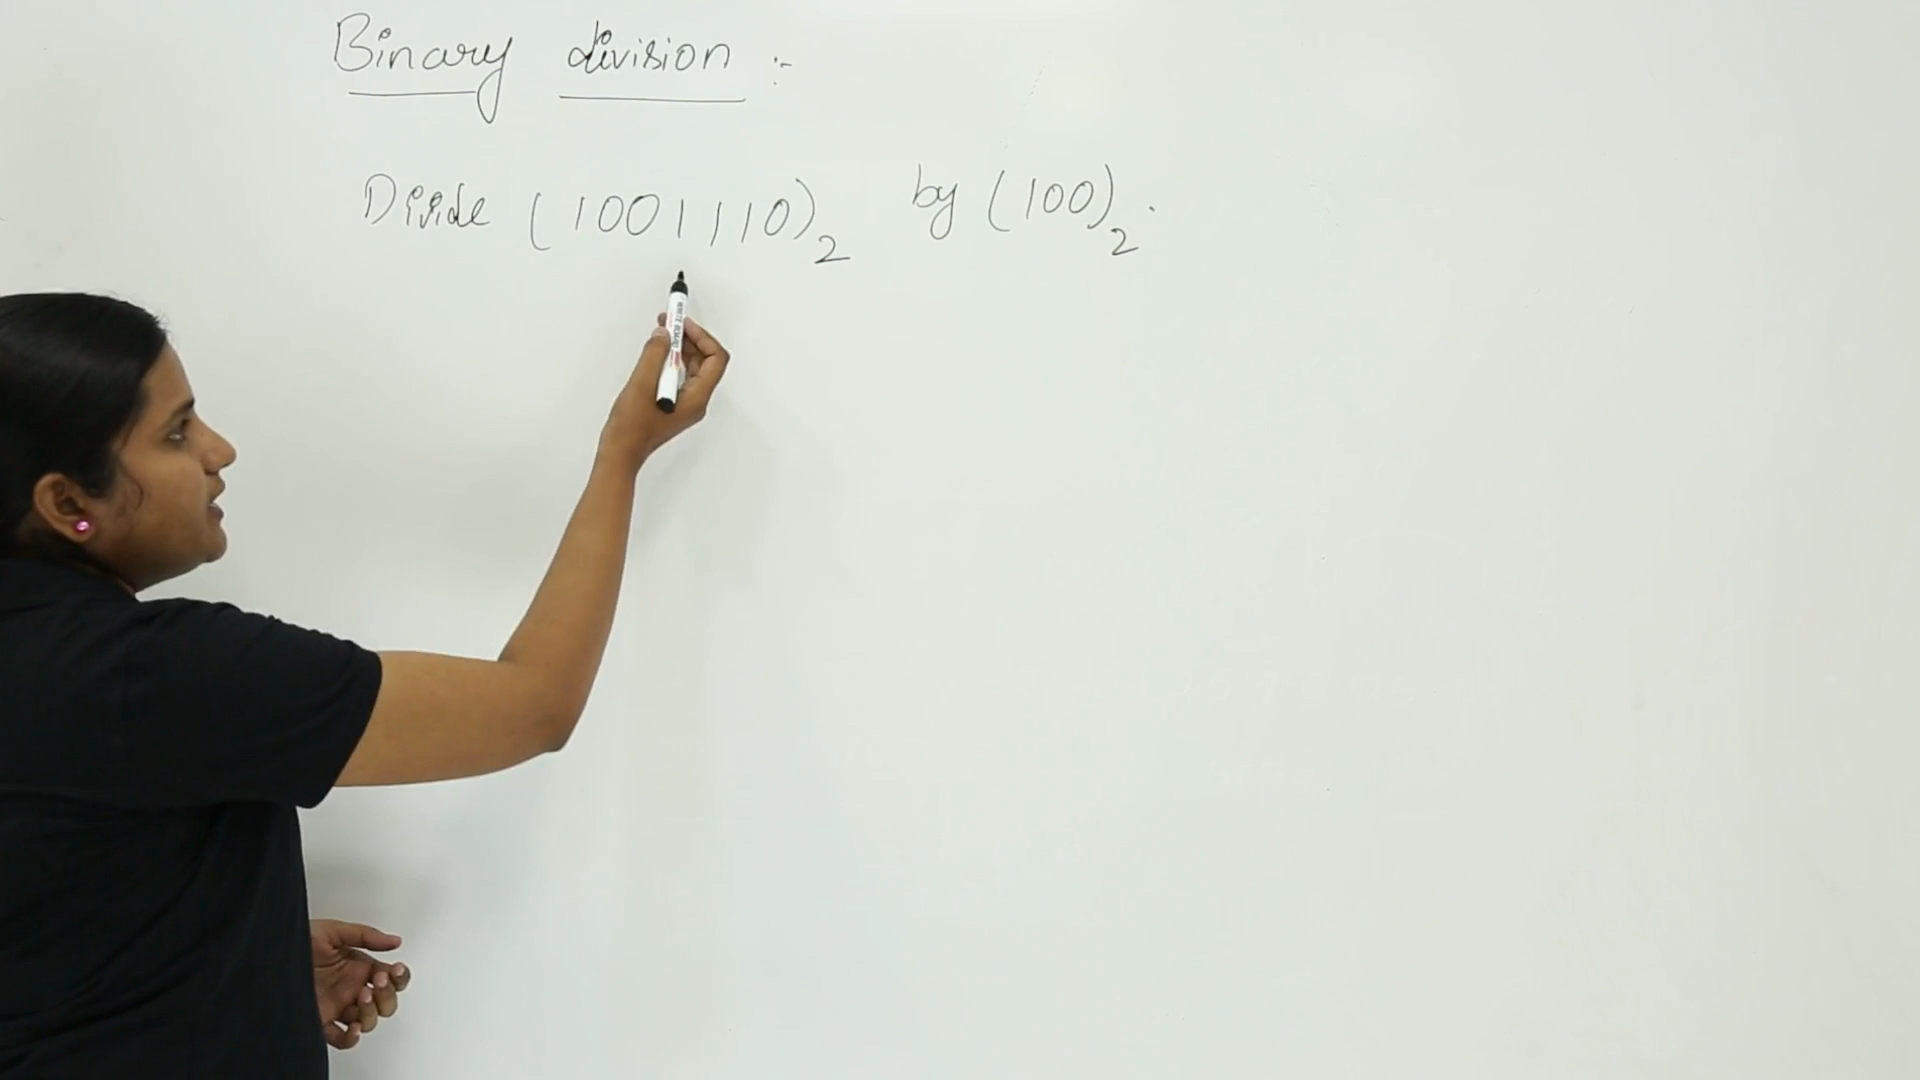 Binary division :-
Divide (1001110)₂ by (100)₂.